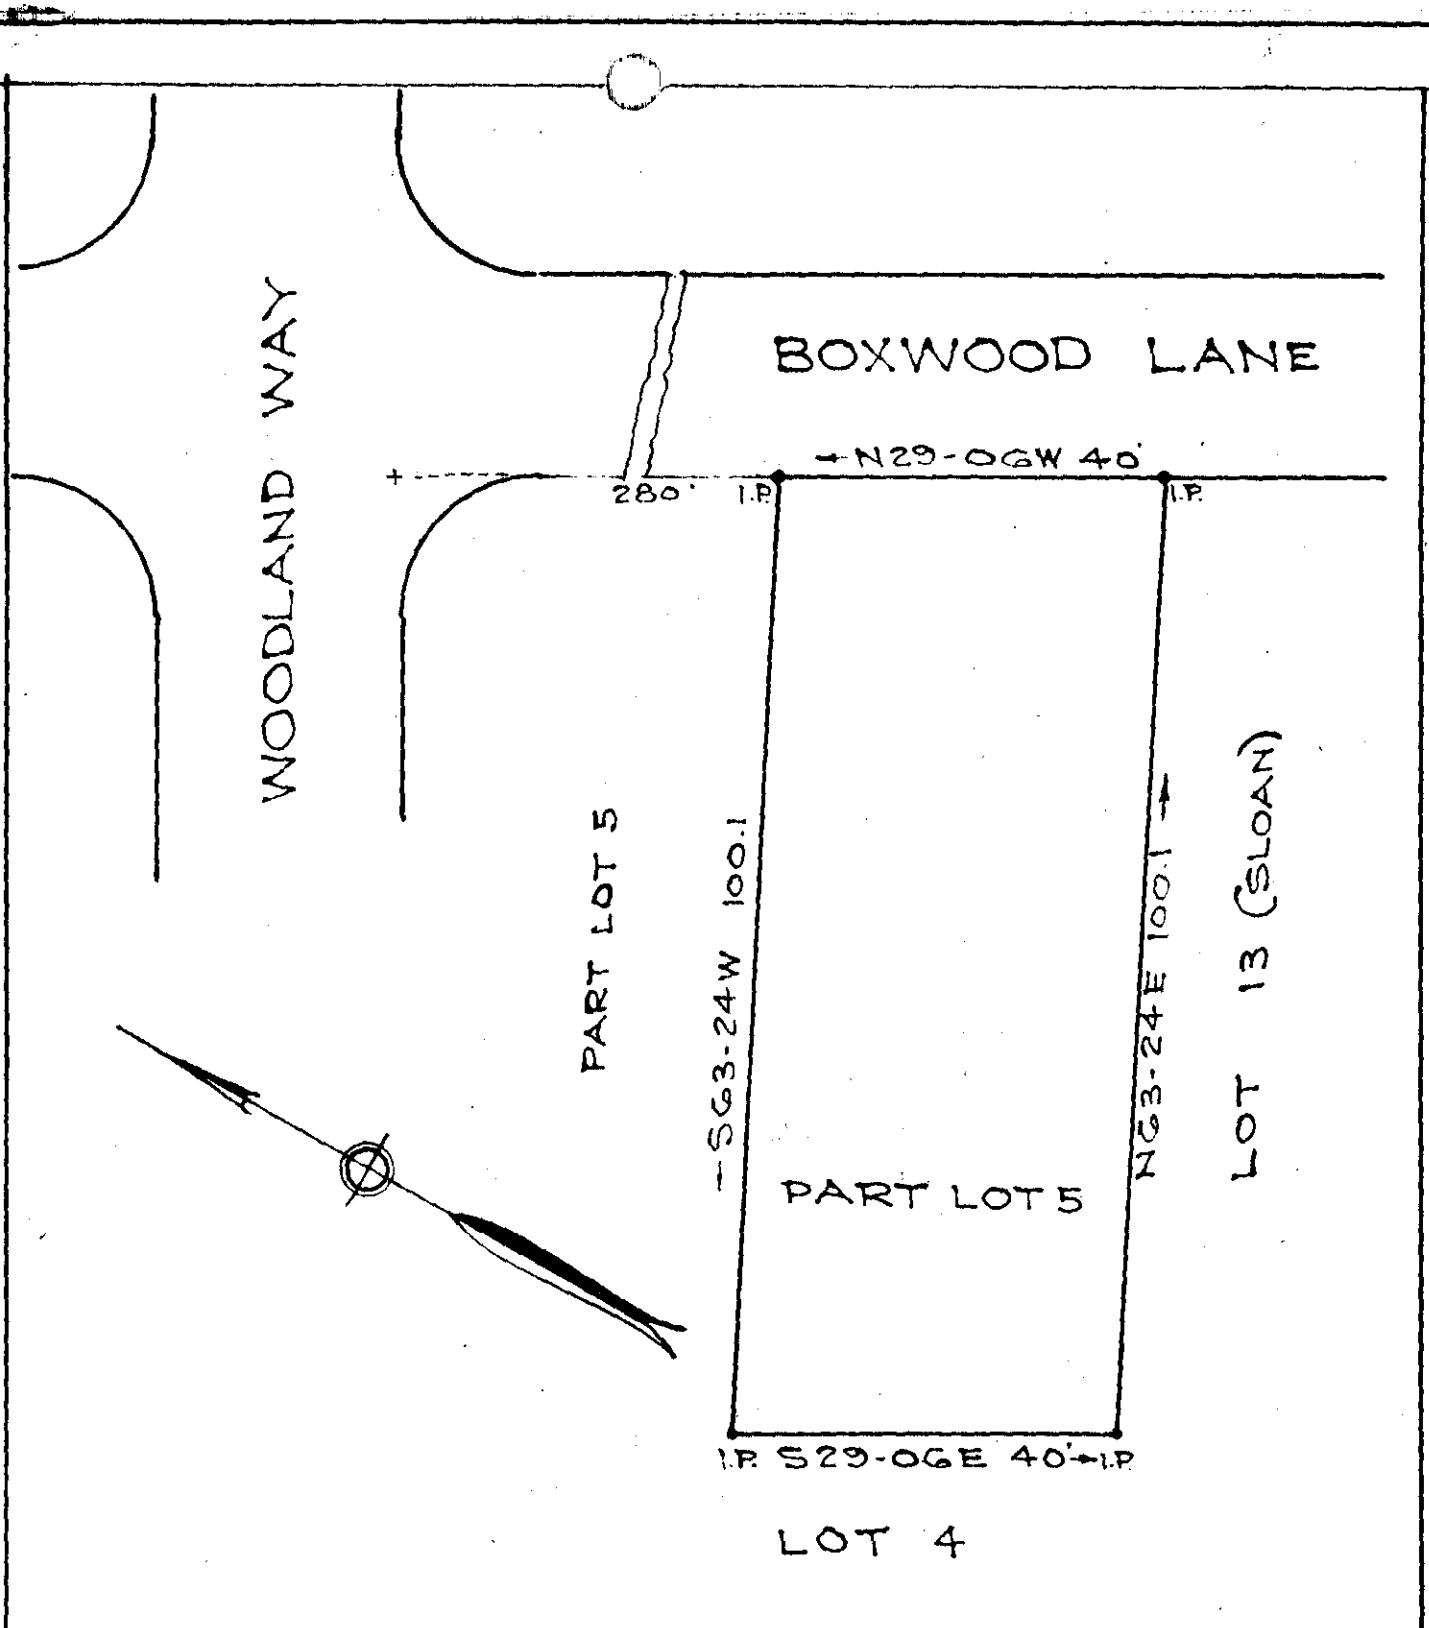 BOXWOOD LANE
WOODLAND WAY
N29-06W 40'
280'
I.P.
I.P.
PART LOT 5
S63-24W 100.1
N63-24E 100.1
LOT 13 (SLOAN)
PART LOT 5
I.P. S29-06E 40' I.P.
LOT 4